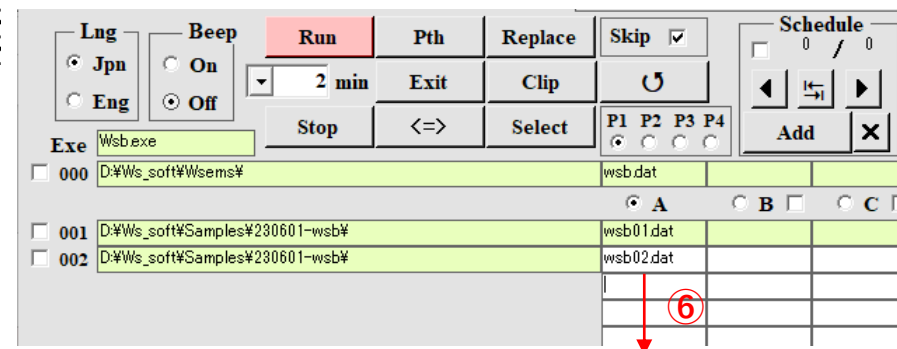 Lng Beep Run Pth Replace Skip Schedule
0 / 0
Jpn On
2 min Exit Clip ↺
Eng Off
Stop <=> Select P1 P2 P3 P4 Add ×
Exe Wsb.exe
000 D:¥Ws_soft¥Wsems¥ wsb.dat
A B C
001 D:¥Ws_soft¥Samples¥230601-wsb¥ wsb01.dat
002 D:¥Ws_soft¥Samples¥230601-wsb¥ wsb02.dat
⑥